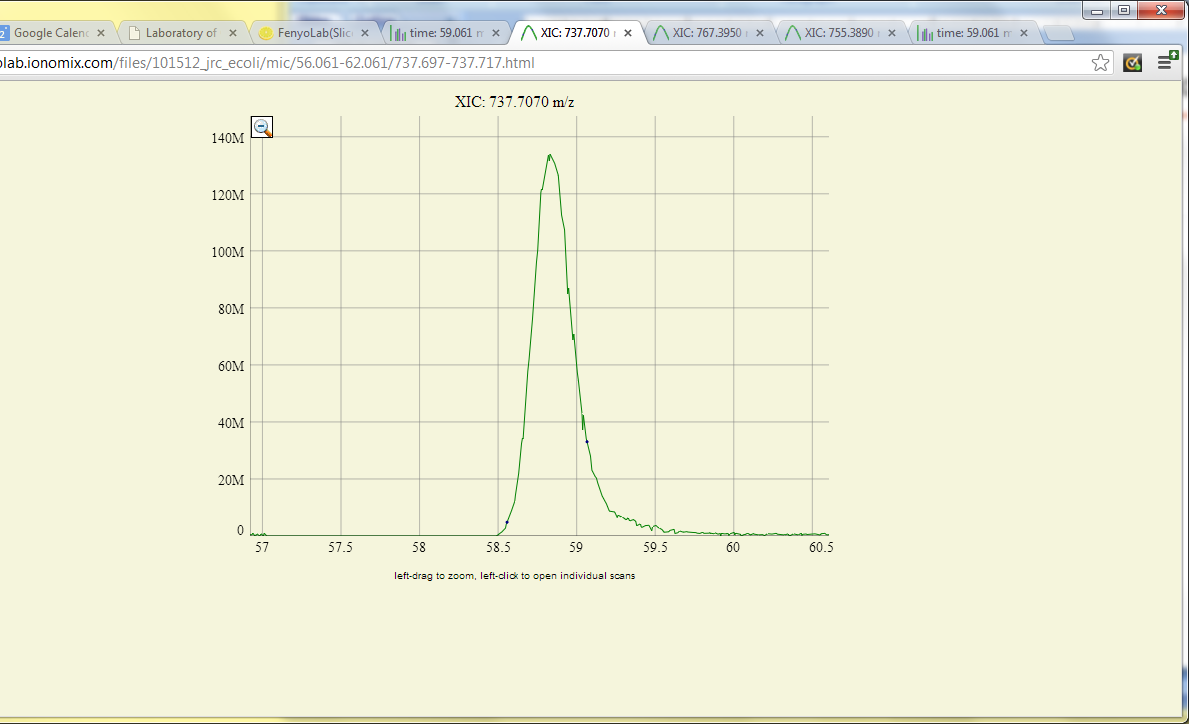 Google Calend
Laboratory of
FenyoLab(Slic
time: 59.061 m
XIC: 737.7070
XIC: 767.3950
XIC: 755.3890
time: 59.061 m
olab.ionomix.com/files/101512_jrc_ecoli/mic/56.061-62.061/737.697-737.717.html
XIC: 737.7070 m/z
140M
120M
100M
80M
60M
40M
20M
0
57 57.5 58 58.5 59 59.5 60 60.5
left-drag to zoom, left-click to open individual scans